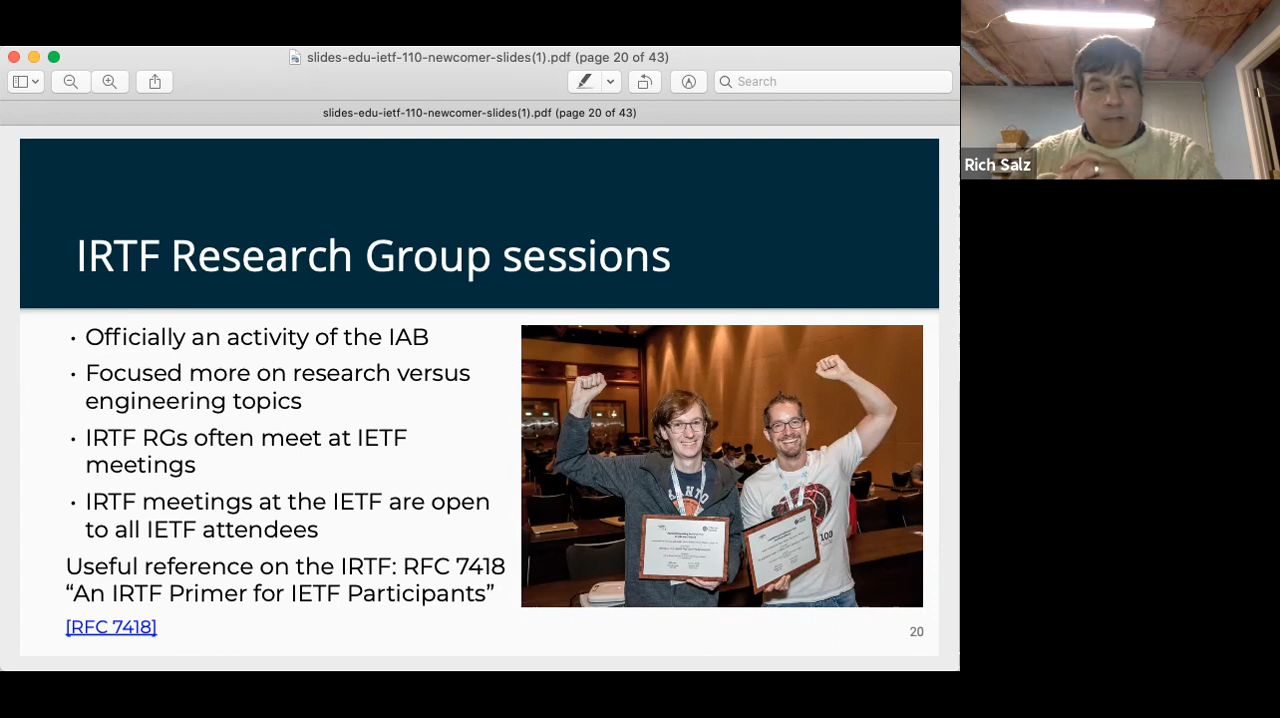 slides-edu-ietf-110-newcomer-slides(1).pdf (page 20 of 43)
Search
slides-edu-ietf-110-newcomer-slides(1).pdf (page 20 of 43)
Rich Salz
IRTF Research Group sessions
• Officially an activity of the IAB
• Focused more on research versus
engineering topics
• IRTF RGs often meet at IETF
meetings
• IRTF meetings at the IETF are open
to all IETF attendees
Useful reference on the IRTF: RFC 7418
“An IRTF Primer for IETF Participants”
[RFC 7418]
100
20